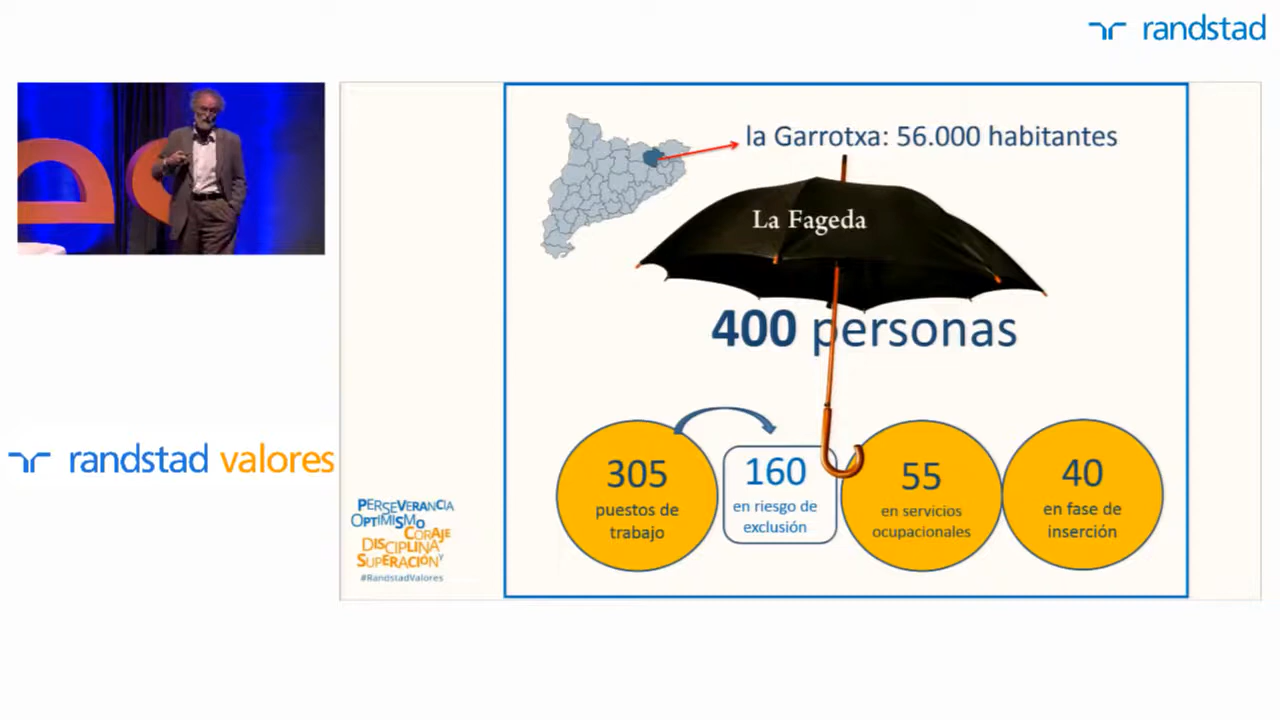 randstad
la Garrotxa: 56.000 habitantes
La Fageda
400 personas
305
puestos de
trabajo
160
en riesgo de
exclusión
55
en servicios
ocupacionales
40
en fase de
inserción
randstad valores
PERSEVERANCIA
OPTIMISMO
CORAJE
DISCIPLINA Y
SUPERACIÓN
#RandstadValores